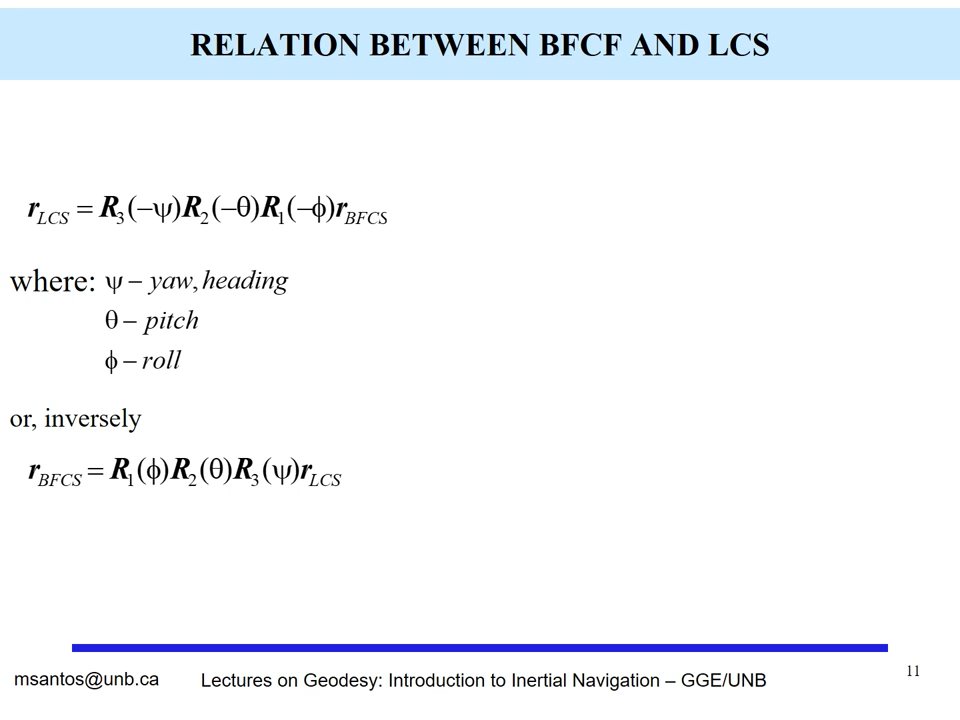 RELATION BETWEEN BFCF AND LCS
r_LCS = R_3(−ψ)R_2(−θ)R_1(−ϕ)r_BFCS
where: ψ – yaw, heading
θ – pitch
ϕ – roll
or, inversely
r_BFCS = R_1(ϕ)R_2(θ)R_3(ψ)r_LCS
msantos@unb.ca Lectures on Geodesy: Introduction to Inertial Navigation – GGE/UNB 11